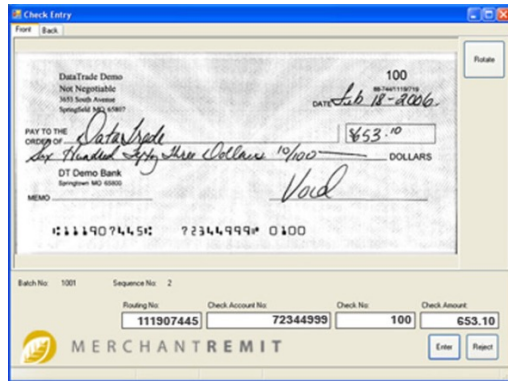 Check Entry
Front Back
Rotate
DataTrade Demo
Not Negotiable
3653 South Avenue
Springfield MO 65807
100
DATE Feb 18-2006
PAY TO THE
ORDER OF Datatrade $653.10
Six Hundred Fifty Three Dollars 10/100 DOLLARS
DT Demo Bank
Springtown MO 65800
Void
MEMO
⑆111907445⑆ 72344999⑈ 0100
Batch No: 1001 Sequence No: 2
Routing No: Check Account No: Check No: Check Amount:
111907445 72344999 100 653.10
MERCHANTREMIT
Enter Reject